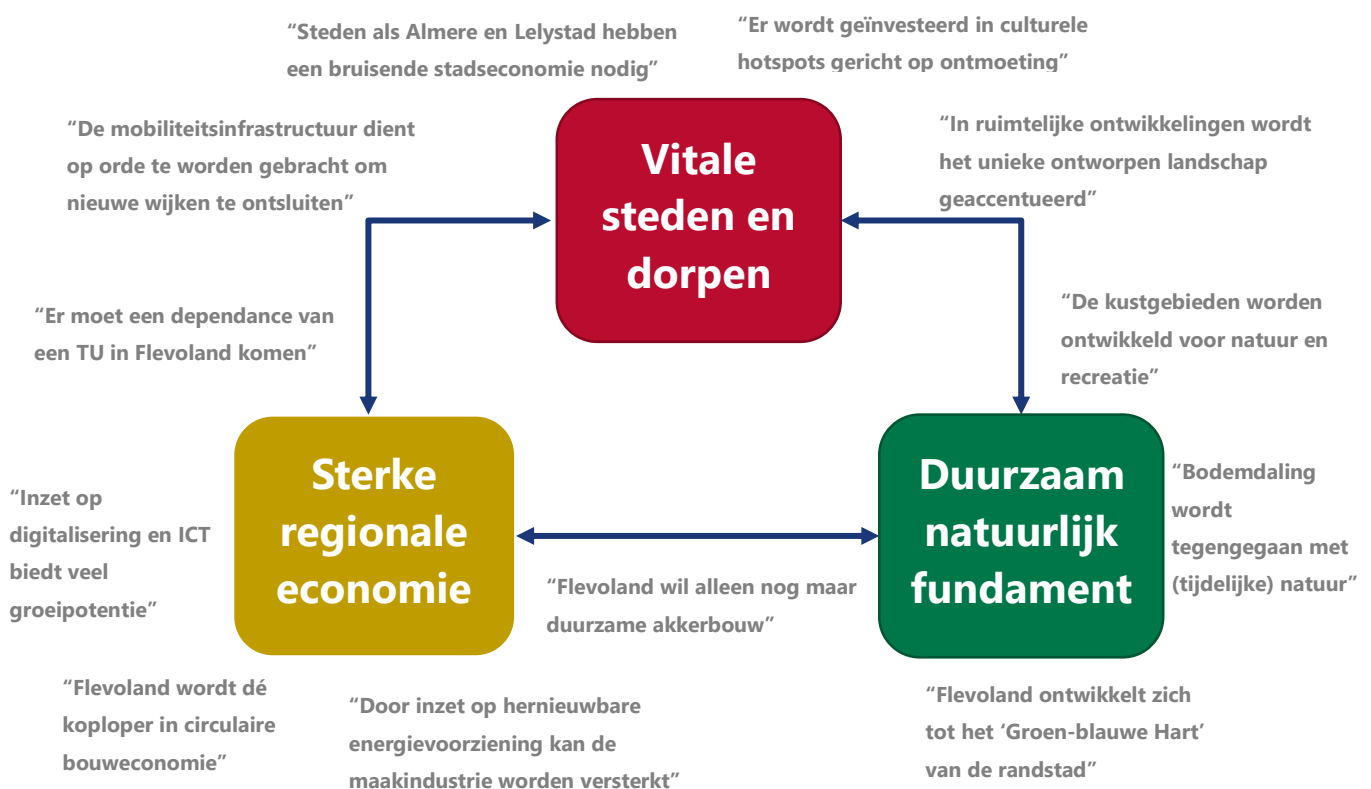 “Steden als Almere en Lelystad hebben
een bruisende stadseconomie nodig”
“Er wordt geïnvesteerd in culturele
hotspots gericht op ontmoeting”
“De mobiliteitsinfrastructuur dient
op orde te worden gebracht om
nieuwe wijken te ontsluiten”
Vitale
steden en
dorpen
“In ruimtelijke ontwikkelingen wordt
het unieke ontworpen landschap
geaccentueerd”
“Er moet een dependance van
een TU in Flevoland komen”
“De kustgebieden worden
ontwikkeld voor natuur en
recreatie”
“Inzet op
digitalisering en ICT
biedt veel
groeipotentie”
Sterke
regionale
economie
“Flevoland wil alleen nog maar
duurzame akkerbouw”
Duurzaam
natuurlijk
fundament
“Bodemdaling
wordt
tegengegaan met
(tijdelijke) natuur”
“Flevoland wordt dé
koploper in circulaire
bouweconomie”
“Door inzet op hernieuwbare
energievoorziening kan de
maakindustrie worden versterkt”
“Flevoland ontwikkelt zich
tot het ‘Groen-blauwe Hart’
van de randstad”